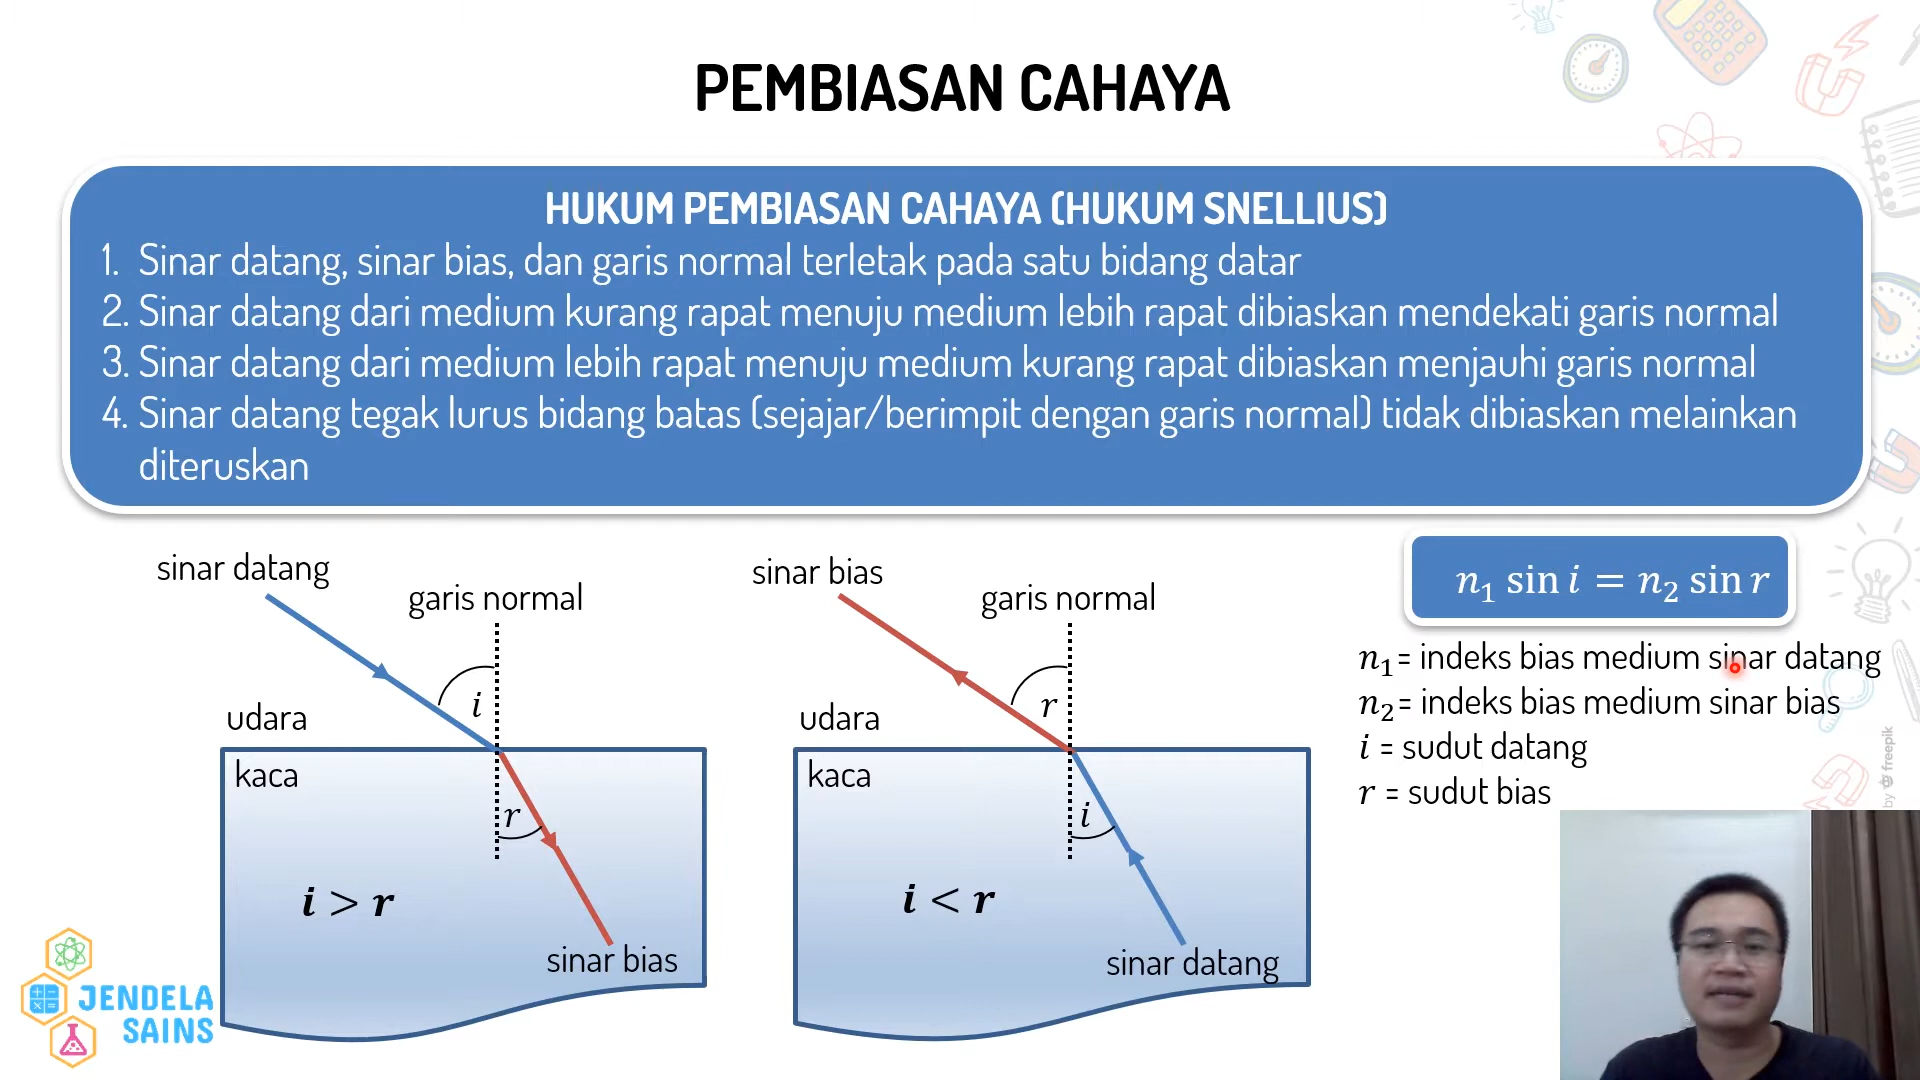 PEMBIASAN CAHAYA
HUKUM PEMBIASAN CAHAYA (HUKUM SNELLIUS)
1. Sinar datang, sinar bias, dan garis normal terletak pada satu bidang datar
2. Sinar datang dari medium kurang rapat menuju medium lebih rapat dibiaskan mendekati garis normal
3. Sinar datang dari medium lebih rapat menuju medium kurang rapat dibiaskan menjauhi garis normal
4. Sinar datang tegak lurus bidang batas (sejajar/berimpit dengan garis normal) tidak dibiaskan melainkan
diteruskan
sinar datang
garis normal
i
udara
kaca
r
i > r
sinar bias
sinar bias
garis normal
r
udara
kaca
i
i < r
sinar datang
n₁ sin i = n₂ sin r
n₁ = indeks bias medium sinar datang
n₂ = indeks bias medium sinar bias
i = sudut datang
r = sudut bias
by freepik
JENDELA
SAINS